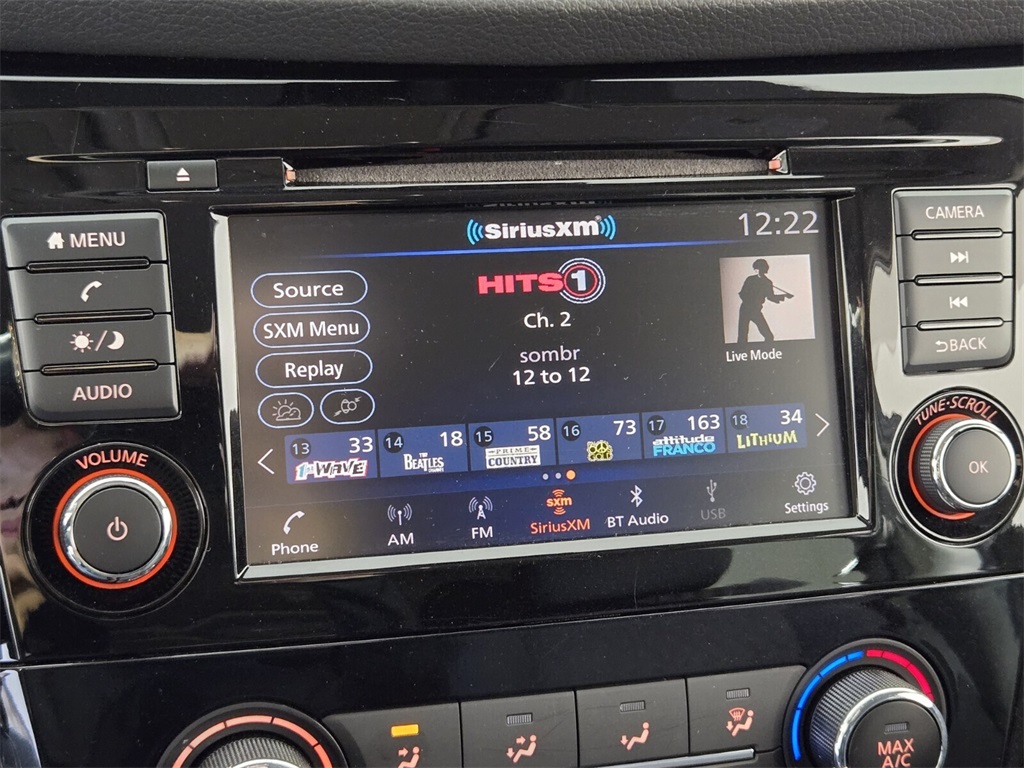 SiriusXM
12:22
CAMERA
MENU
Source
HITS 1
SXM Menu
Ch. 2
Replay
sombr
12 to 12
Live Mode
BACK
AUDIO
13 33 14 18 15 58 16 73 17 163 18 34
1st WAVE THE BEATLES CHANNEL PRIME COUNTRY attitude FRANCO LiTHiUM
TUNE·SCROLL
OK
VOLUME
Phone AM FM sxm SiriusXM BT Audio USB Settings
MAX
A/C